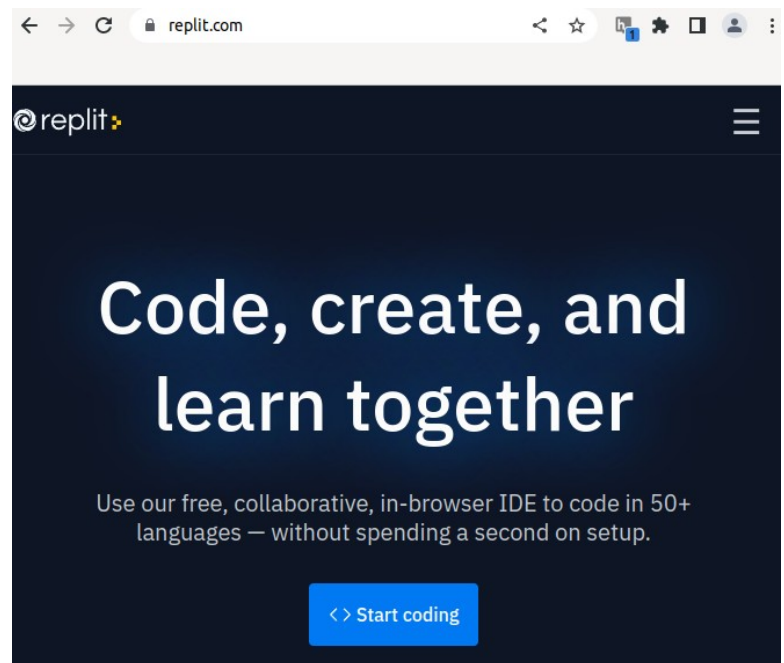 replit.com
1
replit
Code, create, and
learn together
Use our free, collaborative, in-browser IDE to code in 50+
languages — without spending a second on setup.
<> Start coding